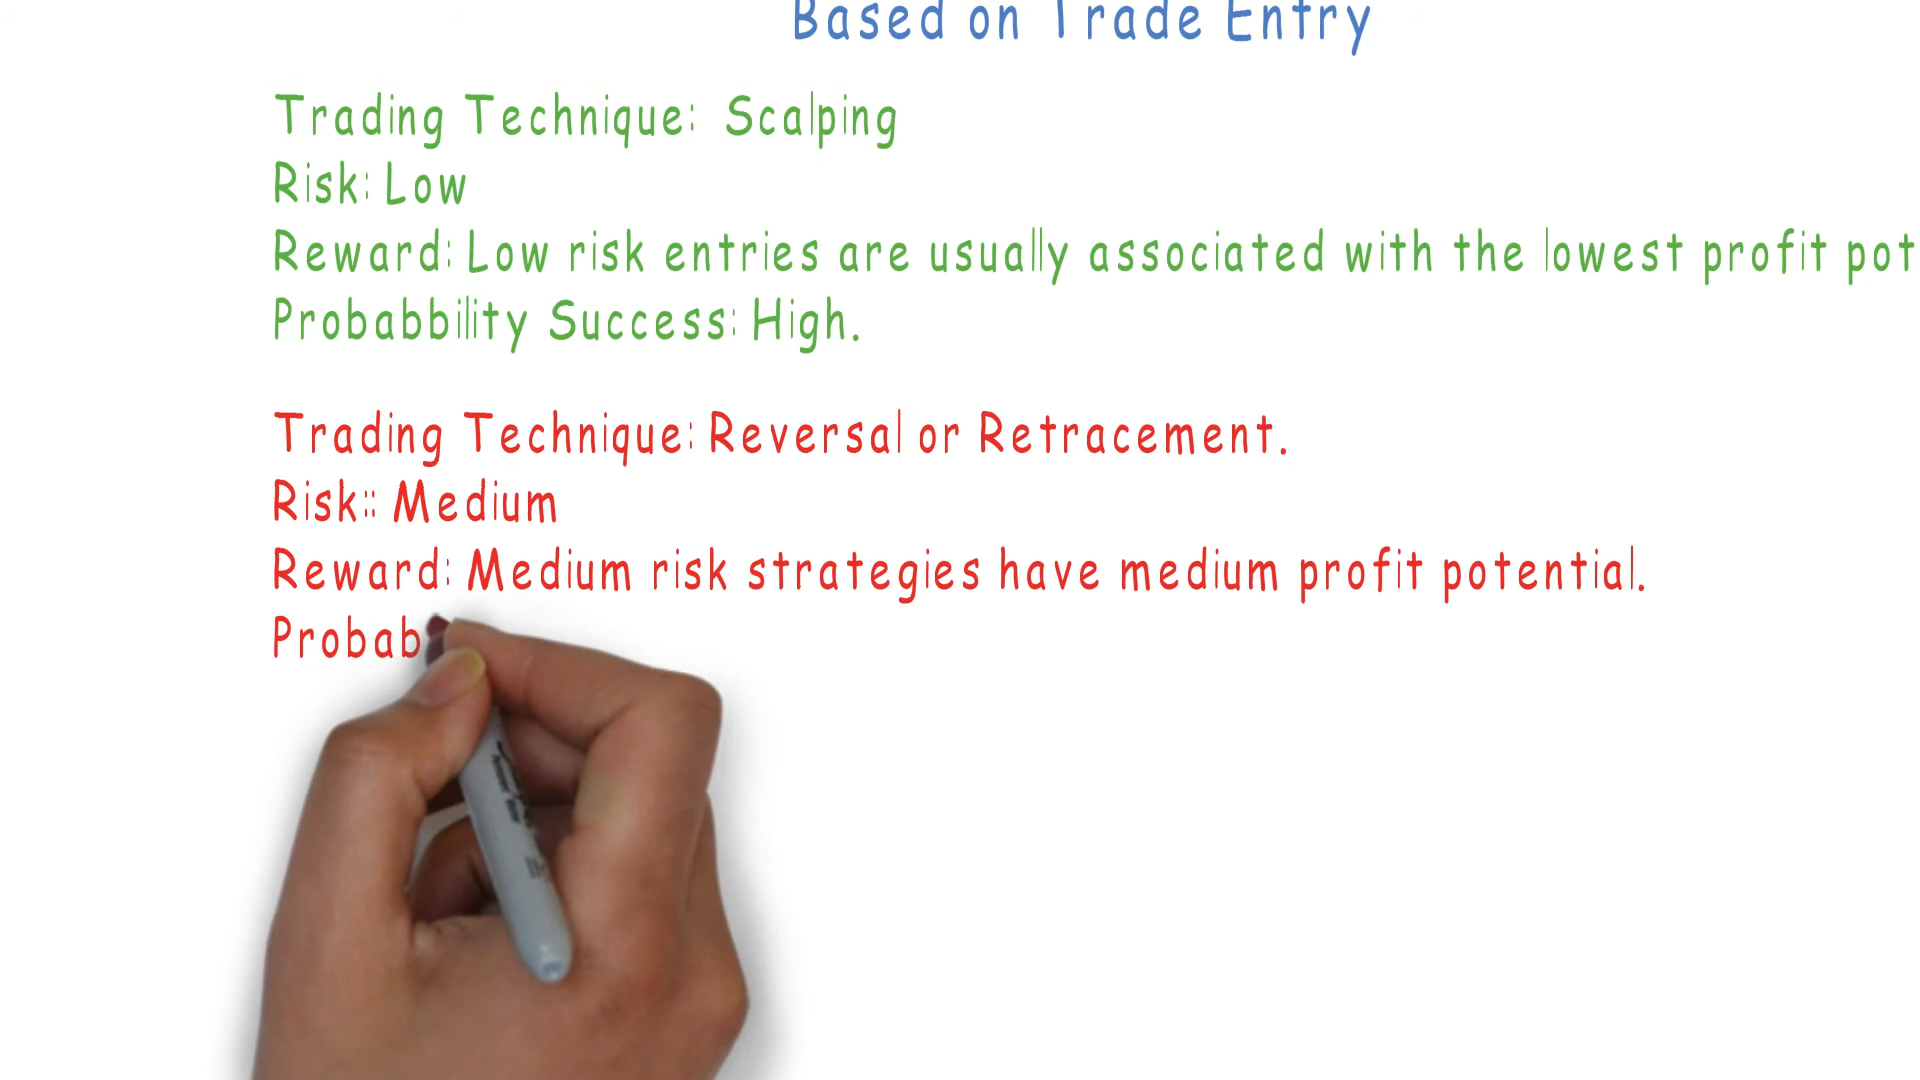 Based on Trade Entry
Trading Technique: Scalping
Risk: Low
Reward: Low risk entries are usually associated with the lowest profit pot
Probabbility Success: High.
Trading Technique: Reversal or Retracement.
Risk:: Medium
Reward: Medium risk strategies have medium profit potential.
Probab